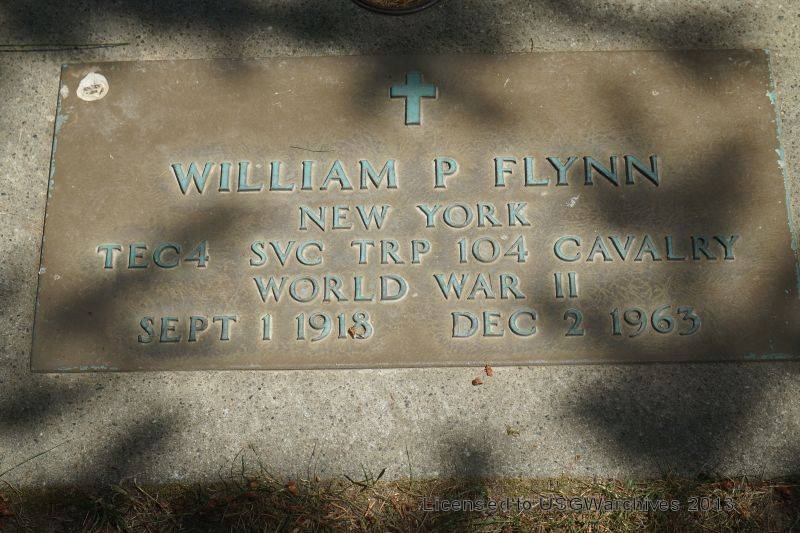 WILLIAM P FLYNN
NEW YORK
TEC4 SVC TRP 104 CAVALRY
WORLD WAR II
SEPT 1 1918 DEC 2 1963
Licensed to USGWarchives 2013